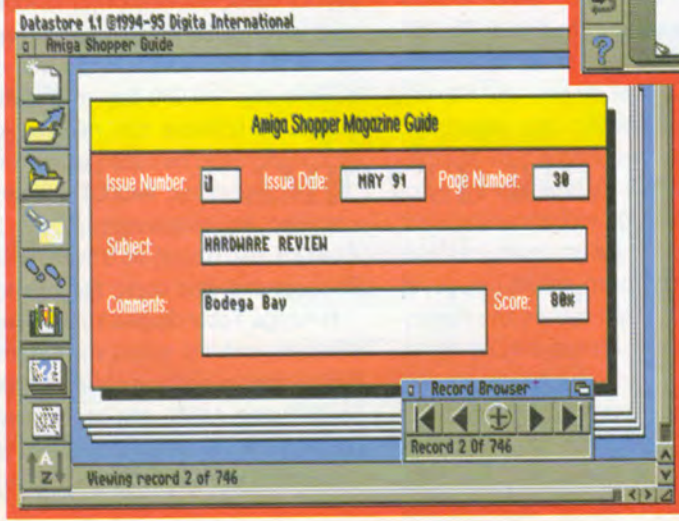 Datastore 1.1 ©1994-95 Digita International
Amiga Shopper Guide
Amiga Shopper Magazine Guide
Issue Number: 1 Issue Date: MAY 91 Page Number: 30
Subject: HARDWARE REVIEW
Comments: Bodega Bay Score: 80%
Record Browser
Record 2 Of 746
Viewing record 2 of 746